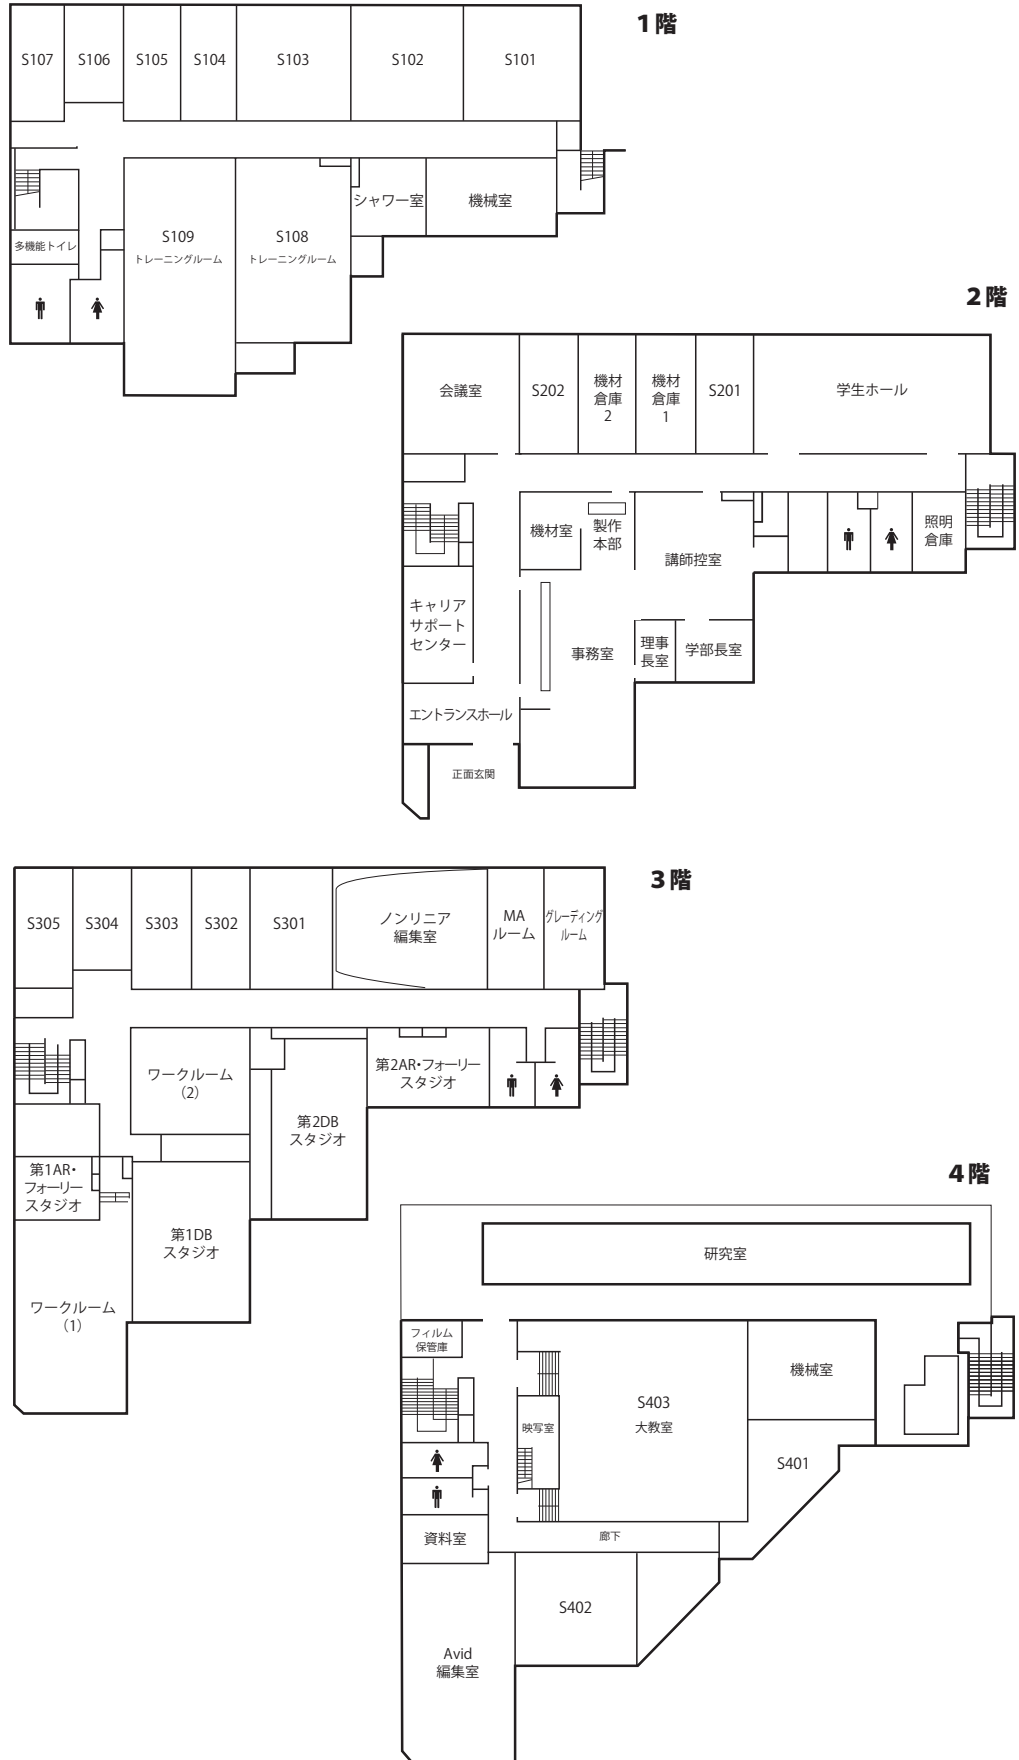 1階
S107
S106
S105
S104
S103
S102
S101
シャワー室
機械室
S109
トレーニングルーム
S108
トレーニングルーム
多機能トイレ
2階
会議室
S202
機材
倉庫
2
機材
倉庫
1
S201
学生ホール
機材室
製作
本部
講師控室
照明
倉庫
キャリア
サポート
センター
事務室
理事
長室
学部長室
エントランスホール
正面玄関
3階
S305
S304
S303
S302
S301
ノンリニア
編集室
MA
ルーム
グレーディング
ルーム
ワークルーム
(2)
第2AR・フォーリー
スタジオ
第2DB
スタジオ
第1AR・
フォーリー
スタジオ
第1DB
スタジオ
ワークルーム
(1)
4階
研究室
フィルム
保管庫
機械室
S403
大教室
映写室
S401
資料室
廊下
S402
Avid
編集室